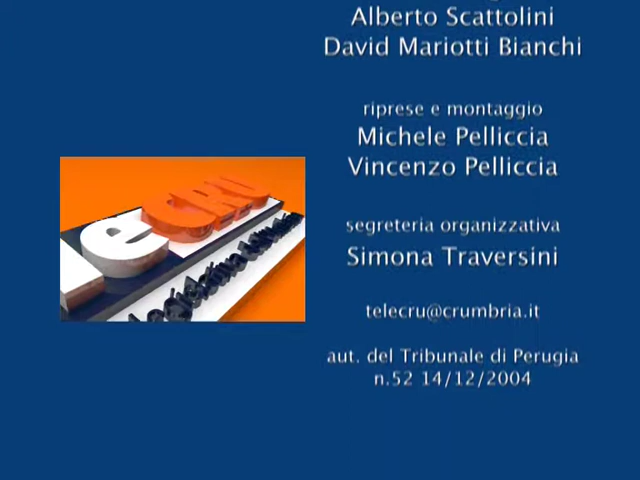 Alberto Scattolini
David Mariotti Bianchi
riprese e montaggio
Michele Pelliccia
Vincenzo Pelliccia
segreteria organizzativa
Simona Traversini
telecru@crumbria.it
aut. del Tribunale di Perugia
n.52 14/12/2004
eCRU